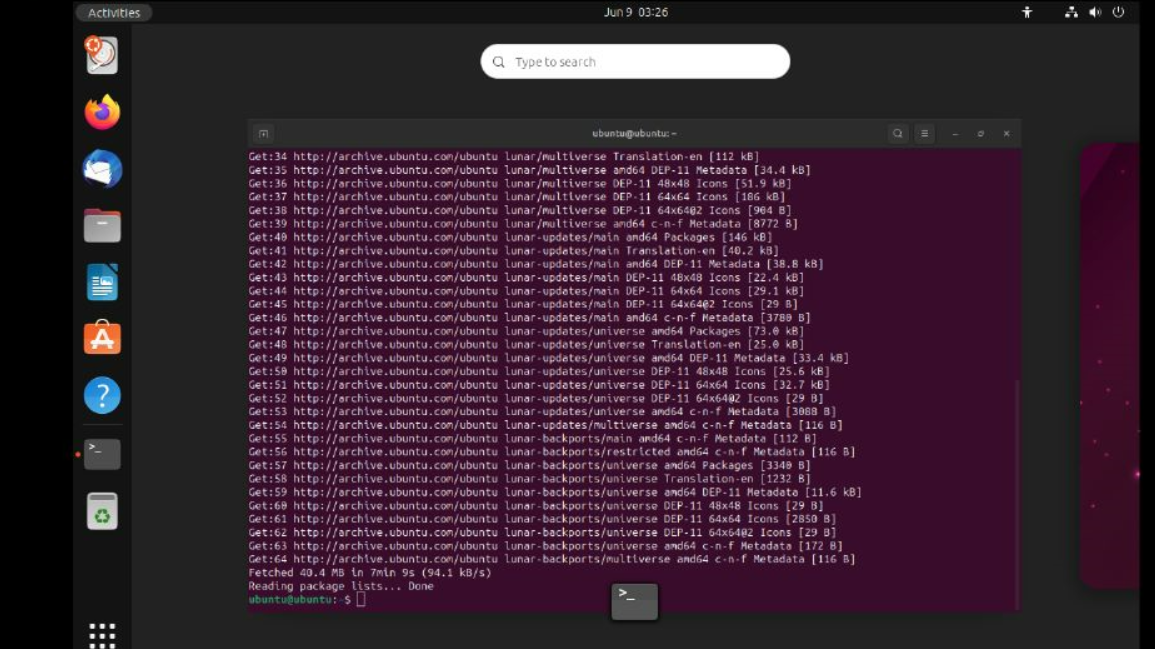 Activities
Jun 9 03:26
Type to search
ubuntu@ubuntu: ~
Get:34 http://archive.ubuntu.com/ubuntu lunar/multiverse Translation-en [112 kB]
Get:35 http://archive.ubuntu.com/ubuntu lunar/multiverse amd64 DEP-11 Metadata [34.4 kB]
Get:36 http://archive.ubuntu.com/ubuntu lunar/multiverse DEP-11 48x48 Icons [51.9 kB]
Get:37 http://archive.ubuntu.com/ubuntu lunar/multiverse DEP-11 64x64 Icons [186 kB]
Get:38 http://archive.ubuntu.com/ubuntu lunar/multiverse DEP-11 64x64@2 Icons [904 B]
Get:39 http://archive.ubuntu.com/ubuntu lunar/multiverse amd64 c-n-f Metadata [8772 B]
Get:40 http://archive.ubuntu.com/ubuntu lunar-updates/main amd64 Packages [146 kB]
Get:41 http://archive.ubuntu.com/ubuntu lunar-updates/main Translation-en [40.2 kB]
Get:42 http://archive.ubuntu.com/ubuntu lunar-updates/main amd64 DEP-11 Metadata [38.8 kB]
Get:43 http://archive.ubuntu.com/ubuntu lunar-updates/main DEP-11 48x48 Icons [22.4 kB]
Get:44 http://archive.ubuntu.com/ubuntu lunar-updates/main DEP-11 64x64 Icons [29.1 kB]
Get:45 http://archive.ubuntu.com/ubuntu lunar-updates/main DEP-11 64x64@2 Icons [29 B]
Get:46 http://archive.ubuntu.com/ubuntu lunar-updates/main amd64 c-n-f Metadata [3780 B]
Get:47 http://archive.ubuntu.com/ubuntu lunar-updates/universe amd64 Packages [73.0 kB]
Get:48 http://archive.ubuntu.com/ubuntu lunar-updates/universe Translation-en [25.0 kB]
Get:49 http://archive.ubuntu.com/ubuntu lunar-updates/universe amd64 DEP-11 Metadata [33.4 kB]
Get:50 http://archive.ubuntu.com/ubuntu lunar-updates/universe DEP-11 48x48 Icons [25.6 kB]
Get:51 http://archive.ubuntu.com/ubuntu lunar-updates/universe DEP-11 64x64 Icons [32.7 kB]
Get:52 http://archive.ubuntu.com/ubuntu lunar-updates/universe DEP-11 64x64@2 Icons [29 B]
Get:53 http://archive.ubuntu.com/ubuntu lunar-updates/universe amd64 c-n-f Metadata [3088 B]
Get:54 http://archive.ubuntu.com/ubuntu lunar-updates/multiverse amd64 c-n-f Metadata [116 B]
Get:55 http://archive.ubuntu.com/ubuntu lunar-backports/main amd64 c-n-f Metadata [112 B]
Get:56 http://archive.ubuntu.com/ubuntu lunar-backports/restricted amd64 c-n-f Metadata [116 B]
Get:57 http://archive.ubuntu.com/ubuntu lunar-backports/universe amd64 Packages [3340 B]
Get:58 http://archive.ubuntu.com/ubuntu lunar-backports/universe Translation-en [1232 B]
Get:59 http://archive.ubuntu.com/ubuntu lunar-backports/universe amd64 DEP-11 Metadata [11.6 kB]
Get:60 http://archive.ubuntu.com/ubuntu lunar-backports/universe DEP-11 48x48 Icons [29 B]
Get:61 http://archive.ubuntu.com/ubuntu lunar-backports/universe DEP-11 64x64 Icons [2850 B]
Get:62 http://archive.ubuntu.com/ubuntu lunar-backports/universe DEP-11 64x64@2 Icons [29 B]
Get:63 http://archive.ubuntu.com/ubuntu lunar-backports/universe amd64 c-n-f Metadata [172 B]
Get:64 http://archive.ubuntu.com/ubuntu lunar-backports/multiverse amd64 c-n-f Metadata [116 B]
Fetched 40.4 MB in 7min 9s (94.1 kB/s)
Reading package lists... Done
ubuntu@ubuntu:~$